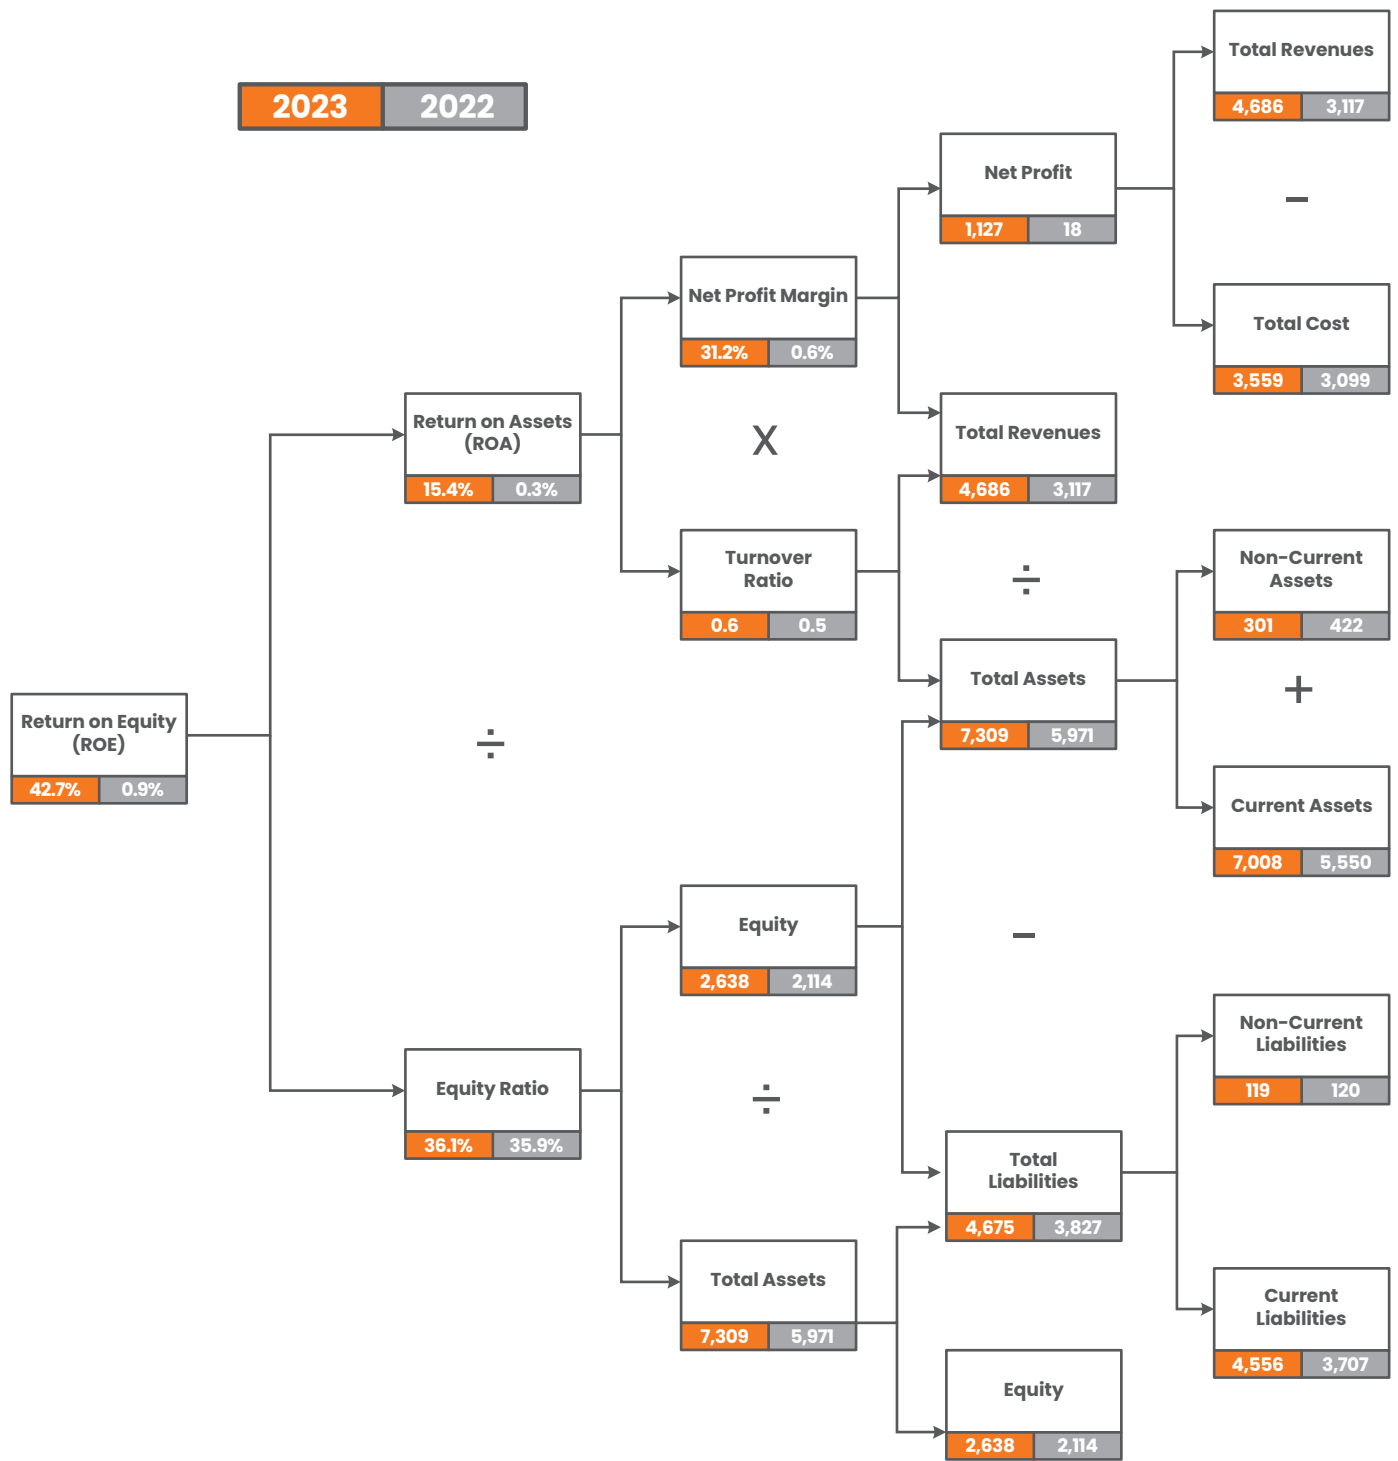 Total Revenues
4,686 3,117
2023 2022
Net Profit
1,127 18
–
Net Profit Margin
31.2% 0.6%
Total Cost
3,559 3,099
Return on Assets
(ROA)
15.4% 0.3%
X
Total Revenues
4,686 3,117
Turnover
Ratio
0.6 0.5
÷
Non-Current
Assets
301 422
Total Assets
7,309 5,971
+
Return on Equity
(ROE)
42.7% 0.9%
÷
Current Assets
7,008 5,550
Equity
2,638 2,114
–
Non-Current
Liabilities
119 120
Equity Ratio
36.1% 35.9%
÷
Total
Liabilities
4,675 3,827
Total Assets
7,309 5,971
Current
Liabilities
4,556 3,707
Equity
2,638 2,114